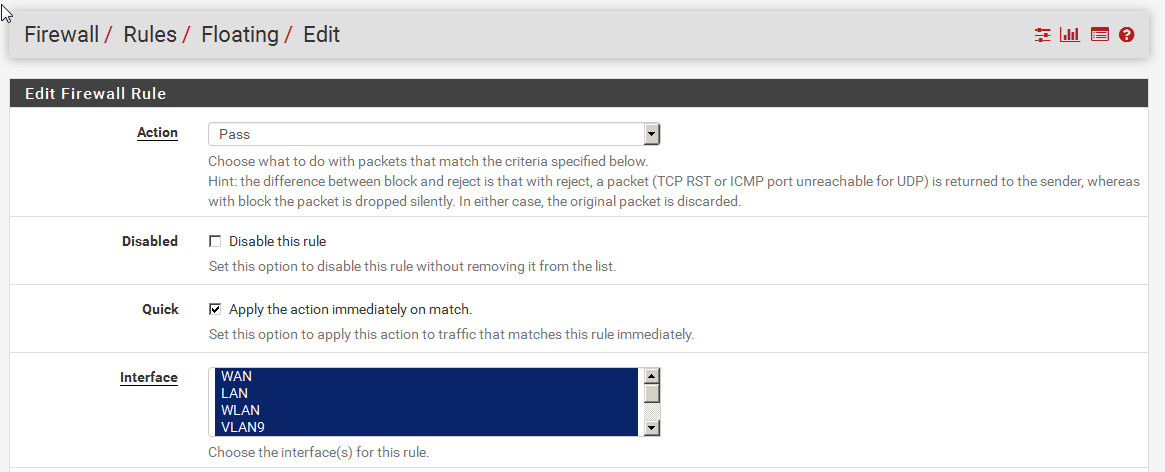 Firewall / Rules / Floating / Edit
Edit Firewall Rule
Action
Pass
Choose what to do with packets that match the criteria specified below.
Hint: the difference between block and reject is that with reject, a packet (TCP RST or ICMP port unreachable for UDP) is returned to the sender, whereas
with block the packet is dropped silently. In either case, the original packet is discarded.
Disabled
Disable this rule
Set this option to disable this rule without removing it from the list.
Quick
Apply the action immediately on match.
Set this option to apply this action to traffic that matches this rule immediately.
Interface
WAN
LAN
WLAN
VLAN9
Choose the interface(s) for this rule.